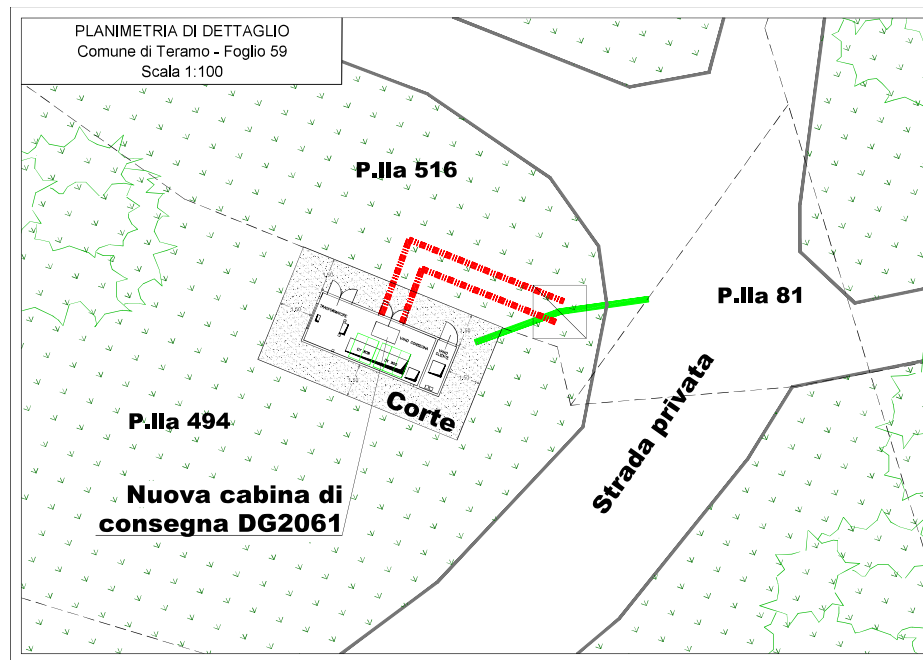 PLANIMETRIA DI DETTAGLIO
Comune di Teramo - Foglio 59
Scala 1:100
P.lla 516
P.lla 81
P.lla 494
Corte
Strada privata
Nuova cabina di
consegna DG2061